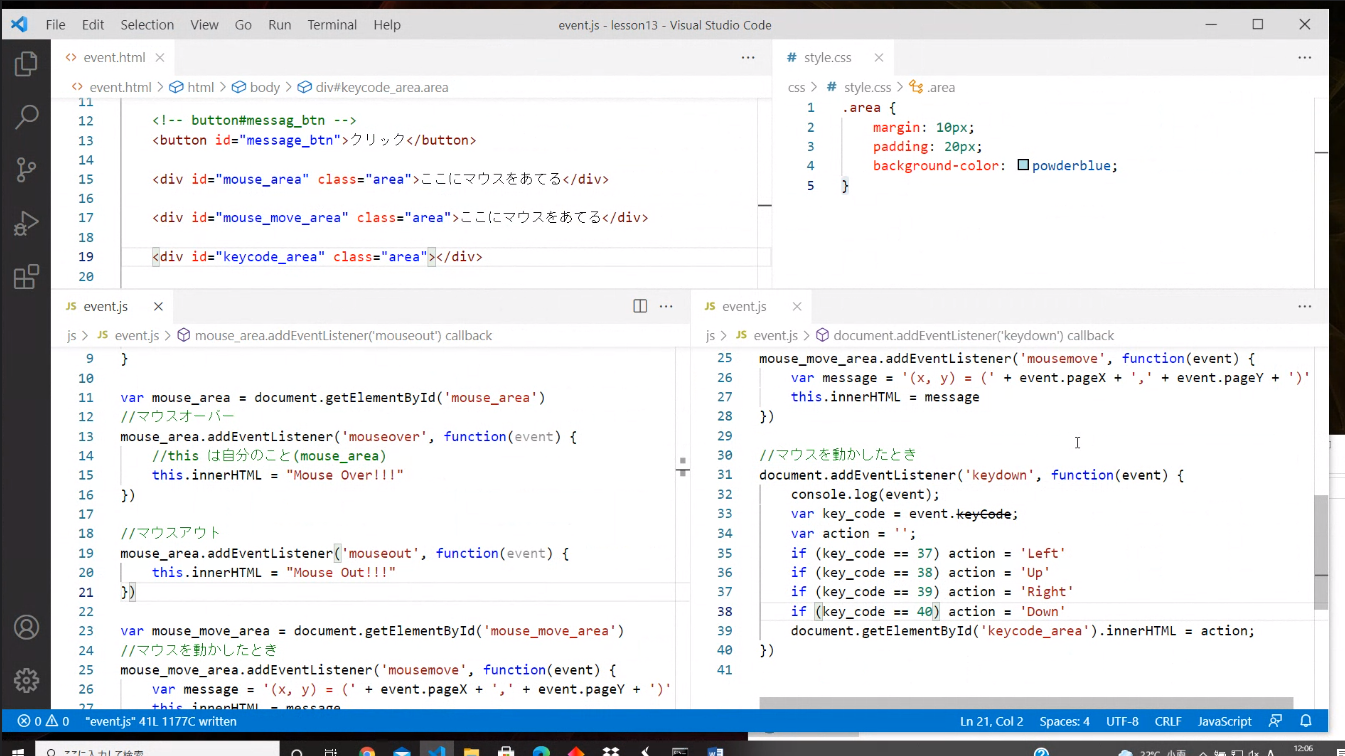 File Edit Selection View Go Run Terminal Help event.js - lesson13 - Visual Studio Code
event.html
event.html > html > body > div#keycode_area.area
11
12 <!-- button#messag_btn -->
13 <button id="message_btn">クリック</button>
14
15 <div id="mouse_area" class="area">ここにマウスをあてる</div>
16
17 <div id="mouse_move_area" class="area">ここにマウスをあてる</div>
18
19 <div id="keycode_area" class="area"></div>
20
# style.css
css > # style.css > .area
1 .area {
2 margin: 10px;
3 padding: 20px;
4 background-color: powderblue;
5 }
JS event.js
js > JS event.js > mouse_area.addEventListener('mouseout') callback
9 }
10
11 var mouse_area = document.getElementById('mouse_area')
12 //マウスオーバー
13 mouse_area.addEventListener('mouseover', function(event) {
14 //this は自分のこと(mouse_area)
15 this.innerHTML = "Mouse Over!!!"
16 })
17
18 //マウスアウト
19 mouse_area.addEventListener('mouseout', function(event) {
20 this.innerHTML = "Mouse Out!!!"
21 })
22
23 var mouse_move_area = document.getElementById('mouse_move_area')
24 //マウスを動かしたとき
25 mouse_move_area.addEventListener('mousemove', function(event) {
26 var message = '(x, y) = (' + event.pageX + ',' + event.pageY + ')'
27 this.innerHTML = message
JS event.js
js > JS event.js > document.addEventListener('keydown') callback
25 mouse_move_area.addEventListener('mousemove', function(event) {
26 var message = '(x, y) = (' + event.pageX + ',' + event.pageY + ')'
27 this.innerHTML = message
28 })
29
30 //マウスを動かしたとき
31 document.addEventListener('keydown', function(event) {
32 console.log(event);
33 var key_code = event.keyCode;
34 var action = '';
35 if (key_code == 37) action = 'Left'
36 if (key_code == 38) action = 'Up'
37 if (key_code == 39) action = 'Right'
38 if (key_code == 40) action = 'Down'
39 document.getElementById('keycode_area').innerHTML = action;
40 })
41
0 0 "event.js" 41L 1177C written Ln 21, Col 2 Spaces: 4 UTF-8 CRLF JavaScript
ここに入力して検索 22°C 小雨 A 12:06